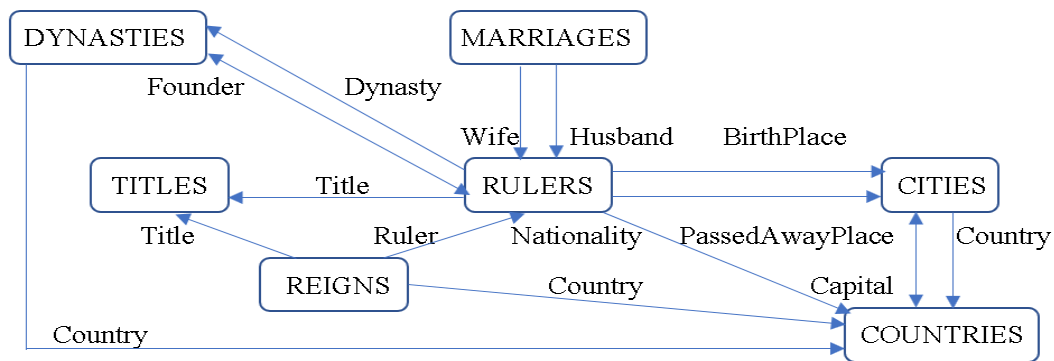 DYNASTIES
MARRIAGES
Founder
Dynasty
Wife
Husband
BirthPlace
TITLES
Title
RULERS
CITIES
Title
Ruler
Nationality
PassedAwayPlace
Country
REIGNS
Country
Capital
Country
COUNTRIES